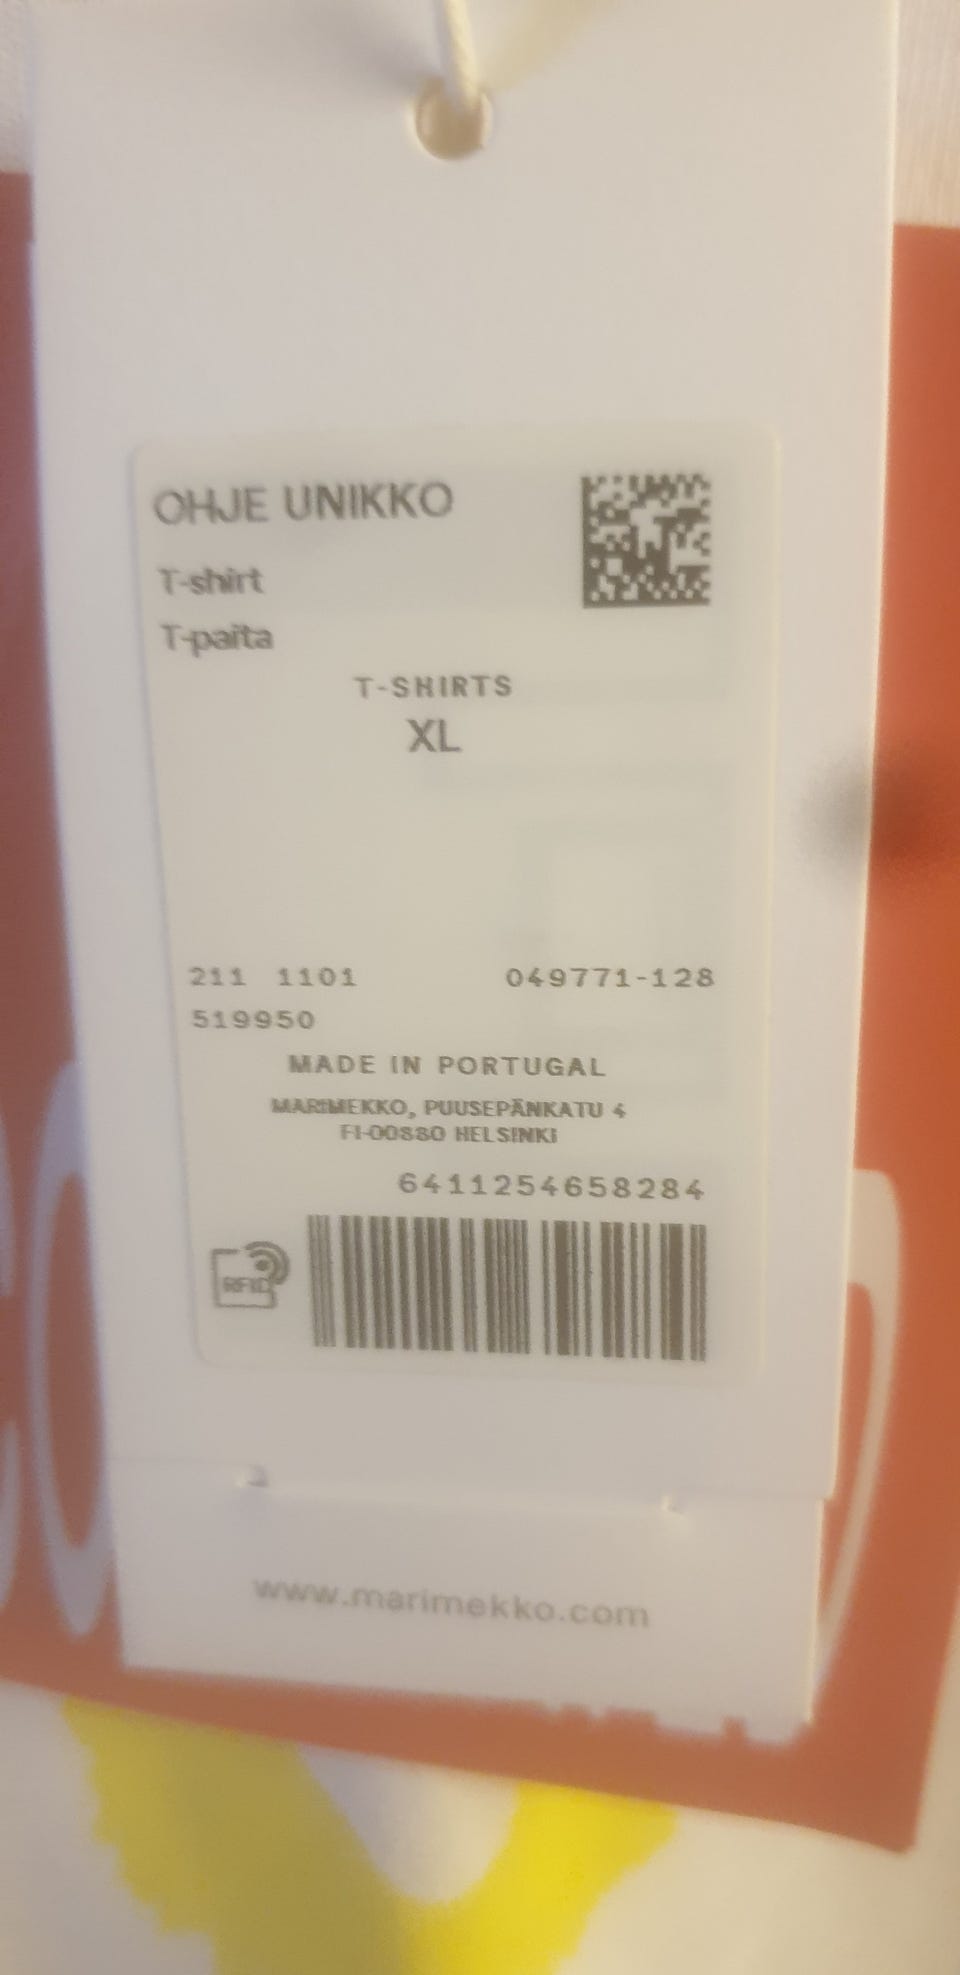 OHJE UNIKKO
T-shirt
T-paita
T-SHIRTS
XL
211 1101 049771-128
519950
MADE IN PORTUGAL
MARIMEKKO, PUUSEPÄNKATU 4
FI-00880 HELSINKI
6411254658284
RFID
www.marimekko.com